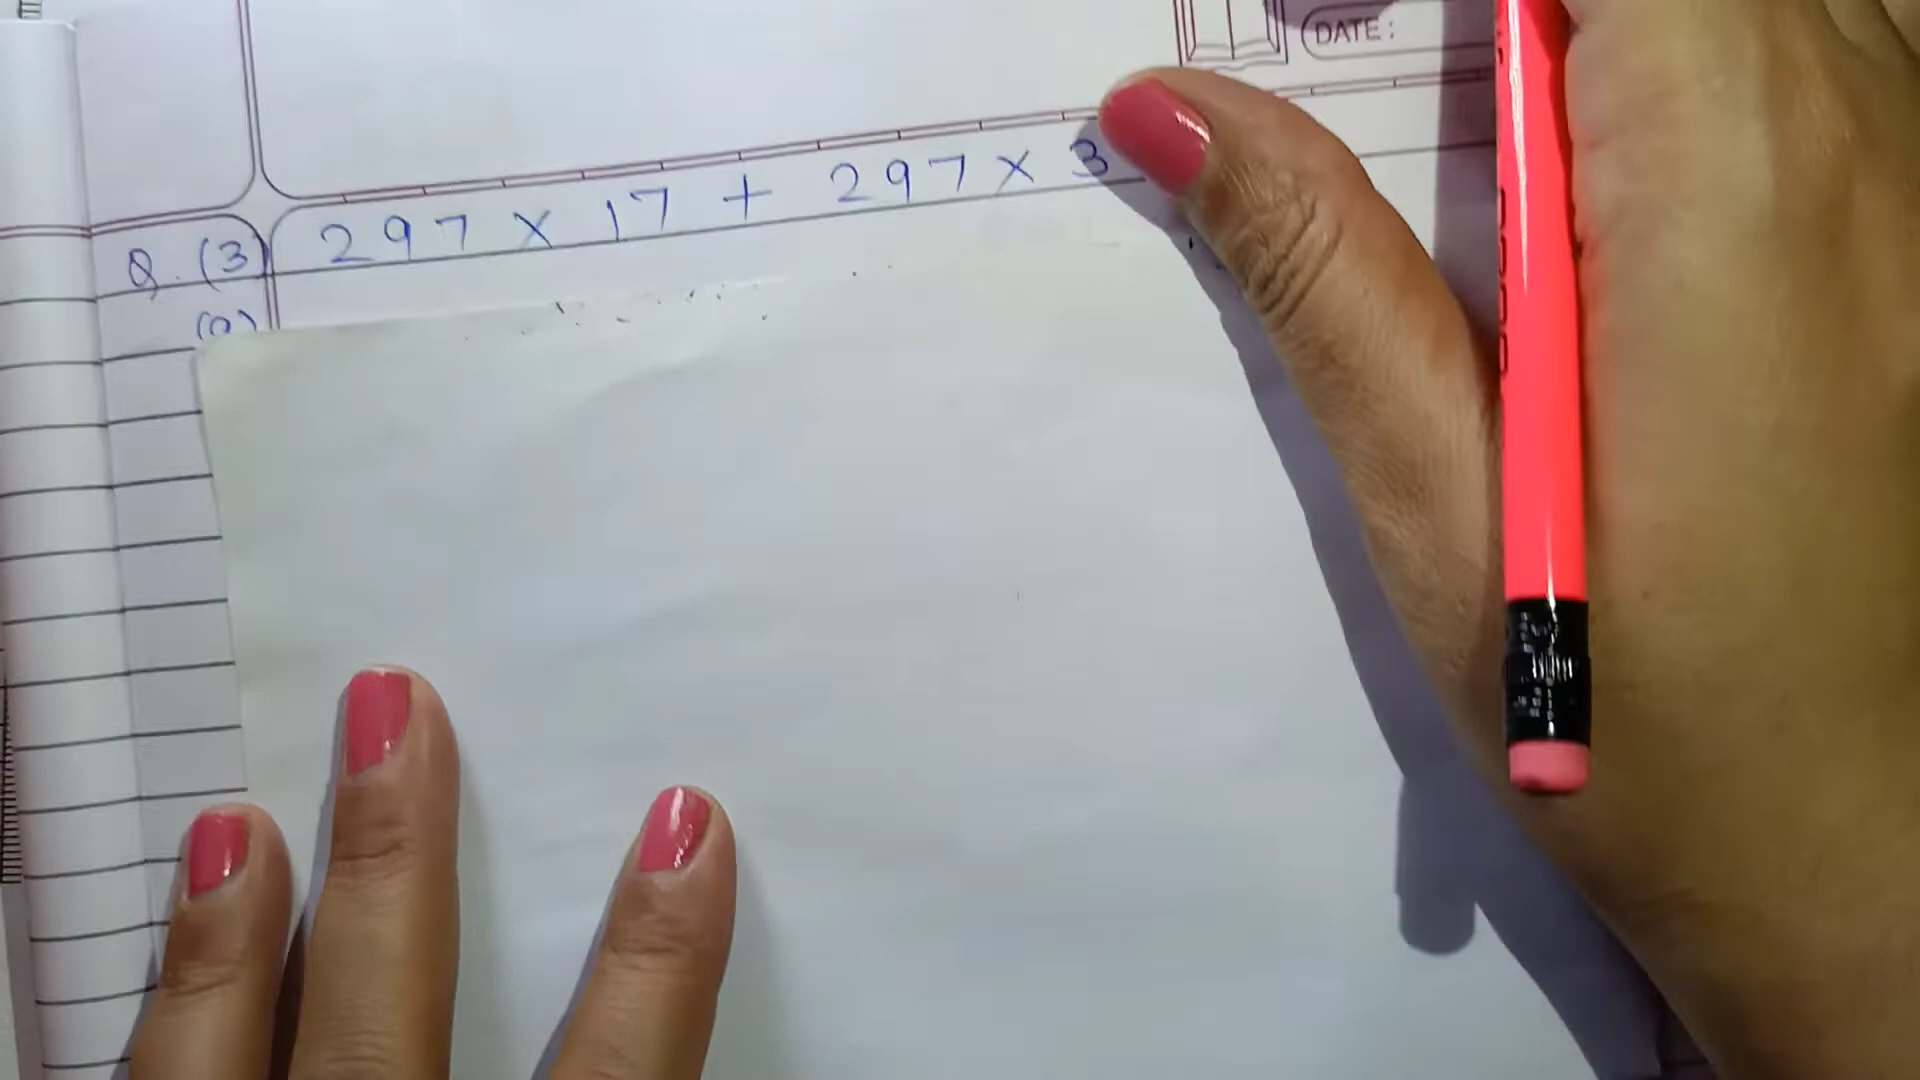 DATE :
Q. (3) 297 × 17 + 297 × 3
(a)